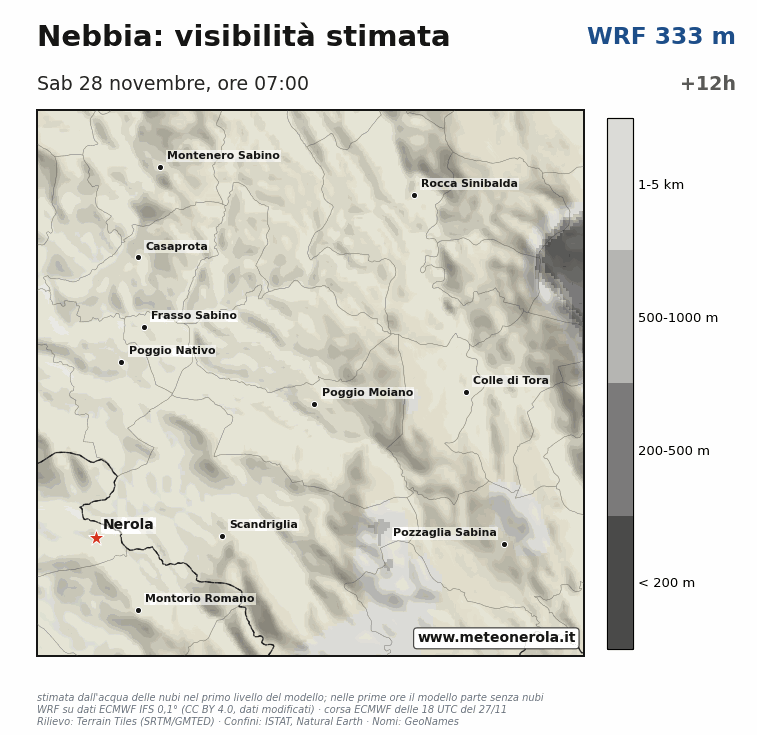 Nebbia: visibilità stimata
WRF 333 m
Sab 28 novembre, ore 07:00
+12h
Montenero Sabino
Rocca Sinibalda
1-5 km
Casaprota
Frasso Sabino
500-1000 m
Poggio Nativo
Colle di Tora
Poggio Moiano
200-500 m
Nerola
Scandriglia
Pozzaglia Sabina
< 200 m
Montorio Romano
www.meteonerola.it
stimata dall'acqua delle nubi nel primo livello del modello; nelle prime ore il modello parte senza nubi
WRF su dati ECMWF IFS 0,1° (CC BY 4.0, dati modificati) · corsa ECMWF delle 18 UTC del 27/11
Rilievo: Terrain Tiles (SRTM/GMTED) · Confini: ISTAT, Natural Earth · Nomi: GeoNames